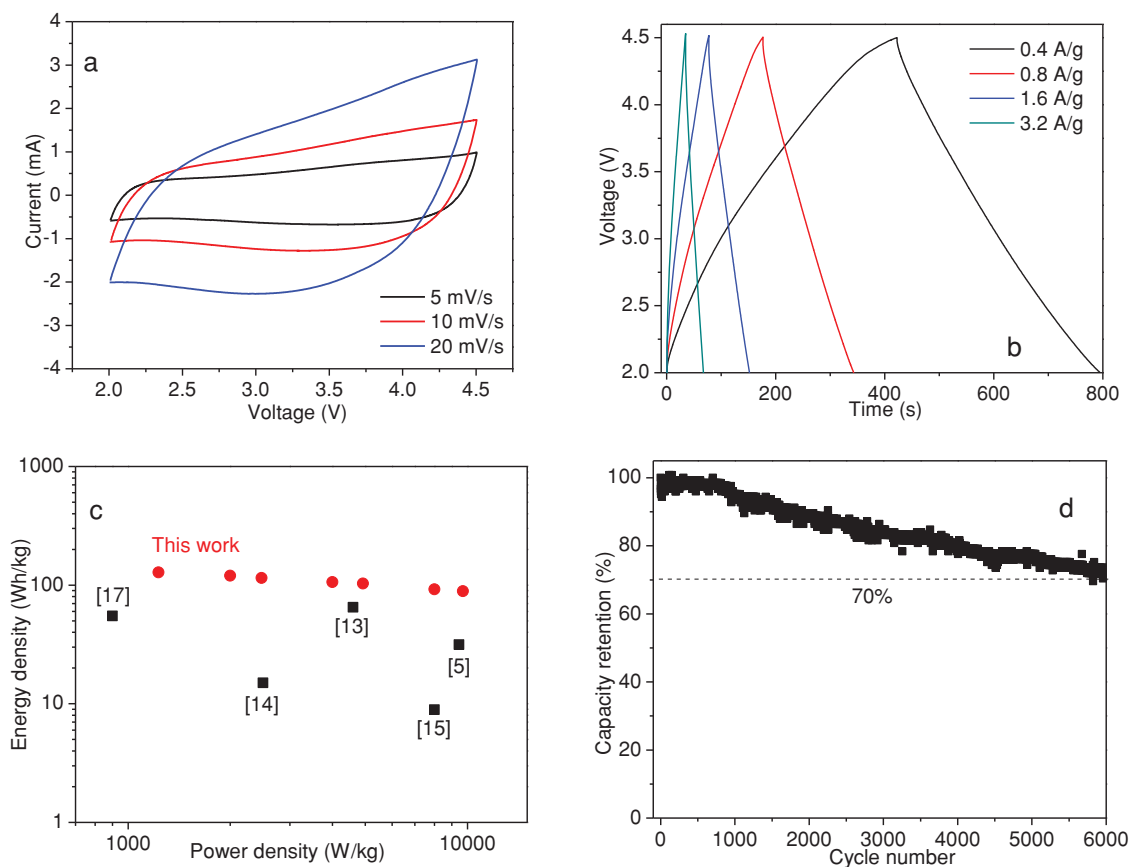 a
4
3
2
1
0
-1
-2
-3
-4
Current (mA)
5 mV/s
10 mV/s
20 mV/s
2.0 2.5 3.0 3.5 4.0 4.5
Voltage (V)
4.5
4.0
3.5
3.0
2.5
2.0
Voltage (V)
0.4 A/g
0.8 A/g
1.6 A/g
3.2 A/g
b
0 200 400 600 800
Time (s)
1000
100
10
1
Energy density (Wh/kg)
c
This work
[17]
[13]
[5]
[14]
[15]
1000 10000
Power density (W/kg)
100
80
60
40
20
0
Capacity retention (%)
d
70%
0 1000 2000 3000 4000 5000 6000
Cycle number